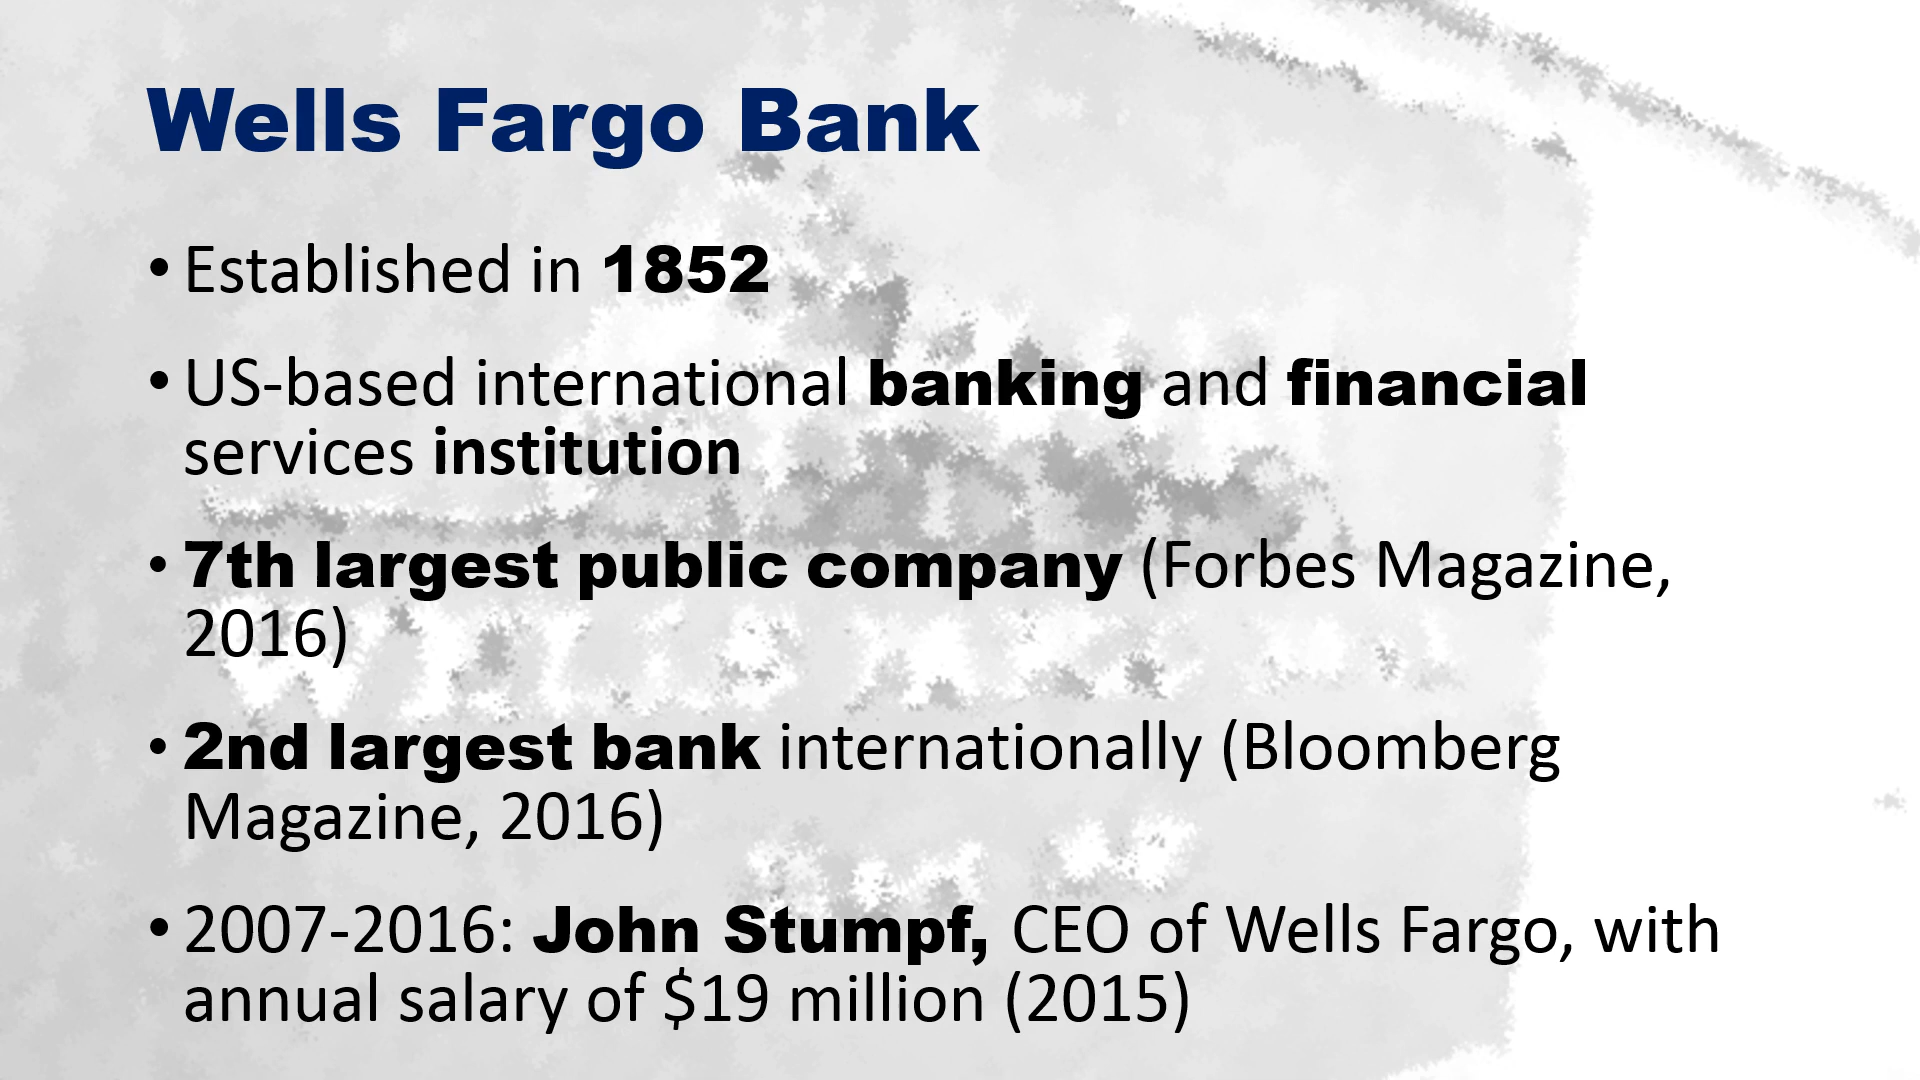 Wells Fargo Bank
• Established in 1852
• US-based international banking and financial
services institution
• 7th largest public company (Forbes Magazine,
2016)
• 2nd largest bank internationally (Bloomberg
Magazine, 2016)
• 2007-2016: John Stumpf, CEO of Wells Fargo, with
annual salary of $19 million (2015)